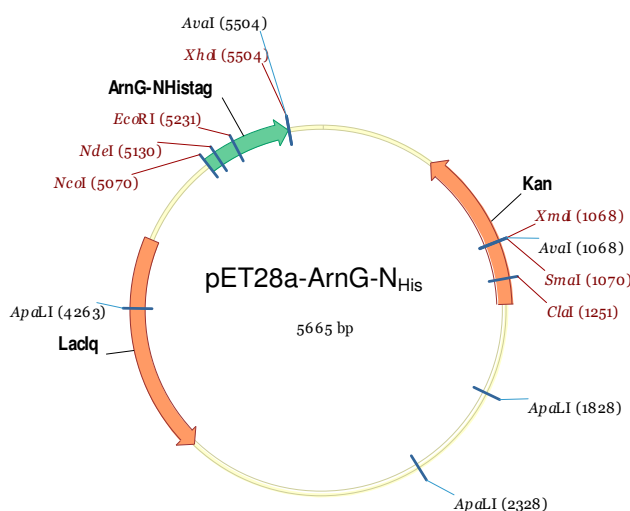 AvaI (5504)
XhoI (5504)
ArnG-NHistag
EcoRI (5231)
NdeI (5130)
NcoI (5070)
Kan
XmaI (1068)
AvaI (1068)
SmaI (1070)
ClaI (1251)
pET28a-ArnG-NHis
5665 bp
ApaLI (4263)
LacIq
ApaLI (1828)
ApaLI (2328)